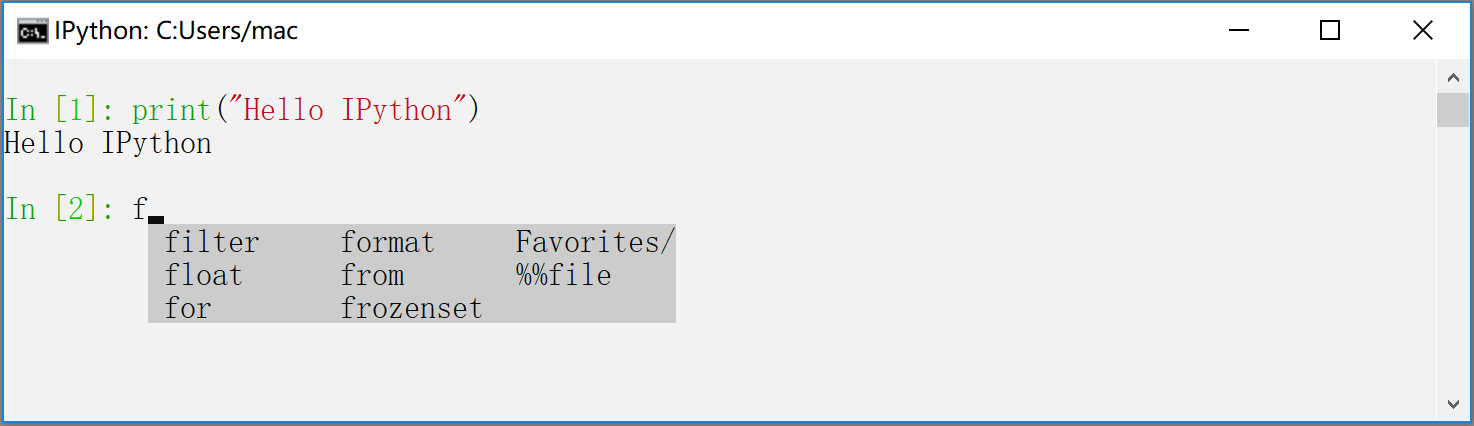 IPython: C:Users/mac
In [1]: print("Hello IPython")
Hello IPython
In [2]: f
filter format Favorites/
float from %%file
for frozenset